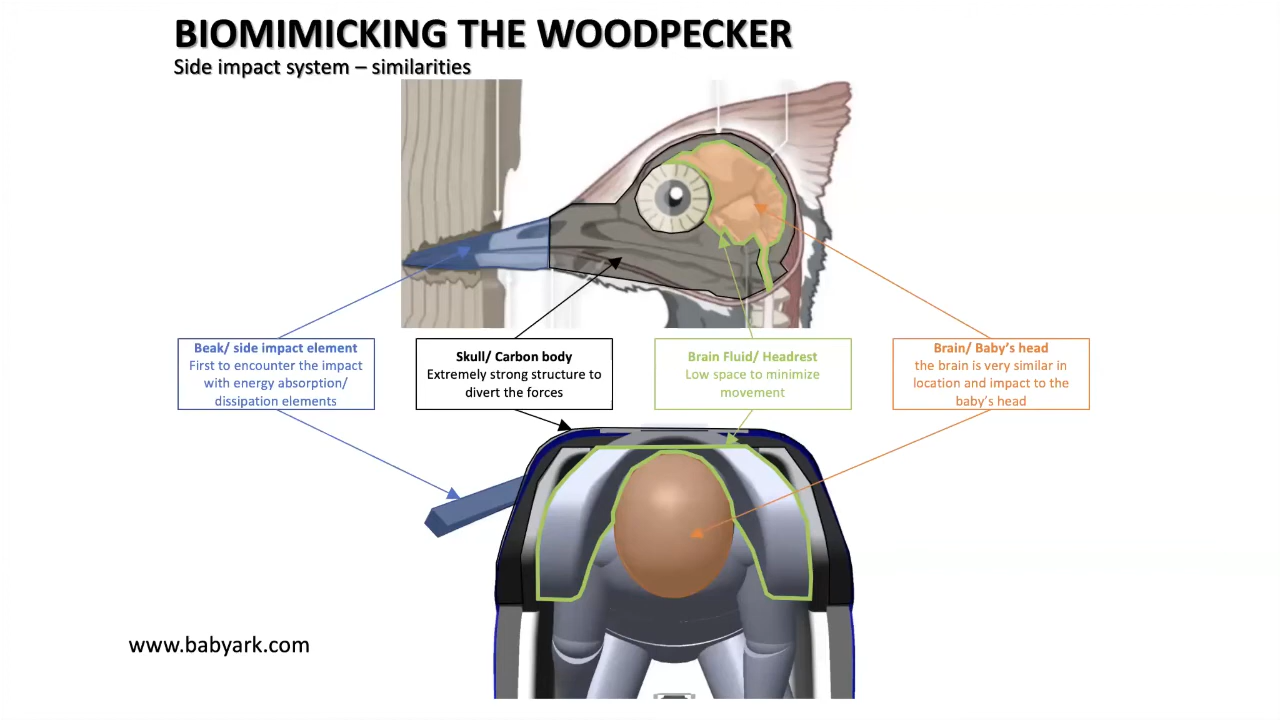 BIOMIMICKING THE WOODPECKER
Side impact system – similarities
Beak/ side impact element
First to encounter the impact
with energy absorption/
dissipation elements
Skull/ Carbon body
Extremely strong structure to
divert the forces
Brain Fluid/ Headrest
Low space to minimize
movement
Brain/ Baby's head
the brain is very similar in
location and impact to the
baby's head
www.babyark.com